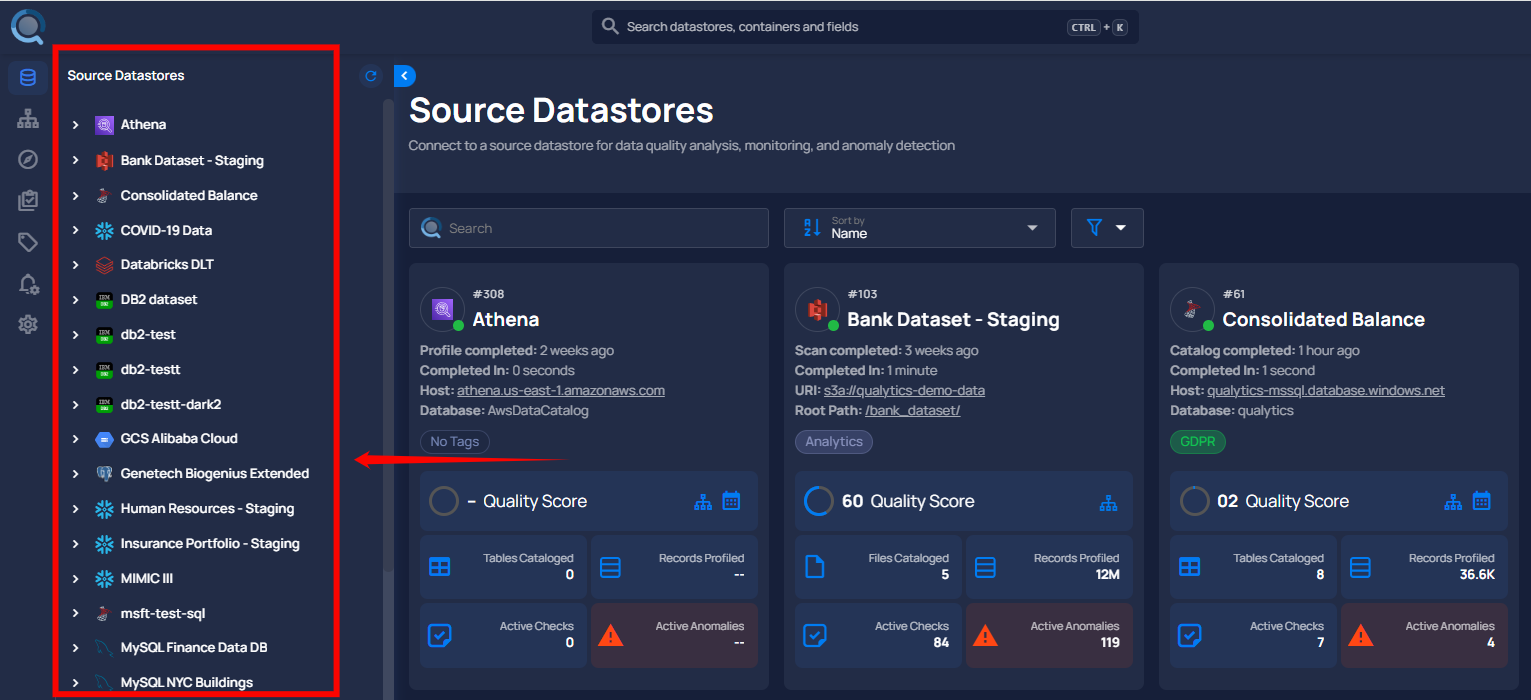 Search datastores, containers and fields CTRL + K
Source Datastores
Athena
Bank Dataset - Staging
Consolidated Balance
COVID-19 Data
Databricks DLT
DB2 dataset
db2-test
db2-testt
db2-testt-dark2
GCS Alibaba Cloud
Genetech Biogenius Extended
Human Resources - Staging
Insurance Portfolio - Staging
MIMIC III
msft-test-sql
MySQL Finance Data DB
MySQL NYC Buildings
Source Datastores
Connect to a source datastore for data quality analysis, monitoring, and anomaly detection
Search
Sort by
Name
#308
Athena
Profile completed: 2 weeks ago
Completed In: 0 seconds
Host: athena.us-east-1.amazonaws.com
Database: AwsDataCatalog
No Tags
– Quality Score
Tables Cataloged
0
Records Profiled
--
Active Checks
0
Active Anomalies
--
#103
Bank Dataset - Staging
Scan completed: 3 weeks ago
Completed In: 1 minute
URI: s3a://qualytics-demo-data
Root Path: /bank_dataset/
Analytics
60 Quality Score
Files Cataloged
5
Records Profiled
12M
Active Checks
84
Active Anomalies
119
#61
Consolidated Balance
Catalog completed: 1 hour ago
Completed In: 1 second
Host: qualytics-mssql.database.windows.net
Database: qualytics
GDPR
02 Quality Score
Tables Cataloged
8
Records Profiled
36.6K
Active Checks
7
Active Anomalies
4